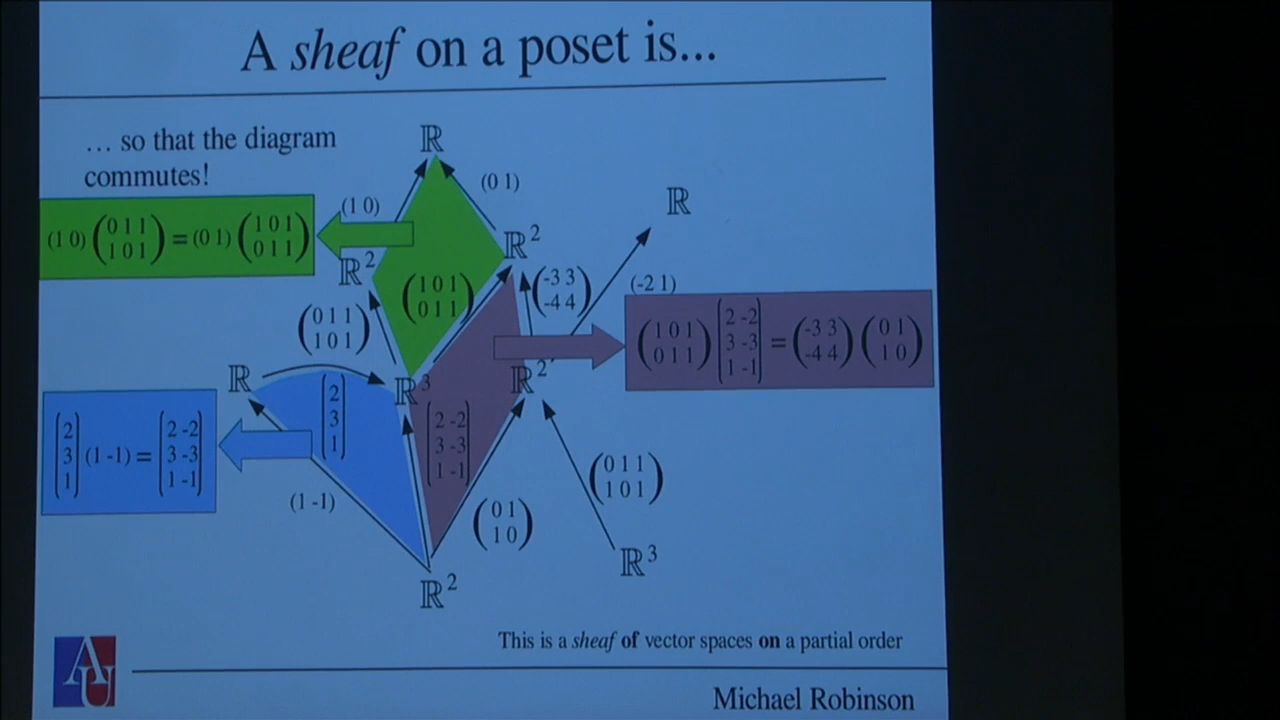 A sheaf on a poset is...
… so that the diagram
commutes!
ℝ
(0 1)
(1 0)
ℝ
(1 0) (0 1 1 = (0 1) (1 0 1
1 0 1) 0 1 1)
ℝ²
ℝ²
(1 0 1
0 1 1)
(-3 3
-4 4)
(-2 1)
(0 1 1
1 0 1)
(1 0 1 [2 -2 = (-3 3 (0 1
0 1 1) 3 -3 -4 4) 1 0)
1 -1]
ℝ
ℝ³
ℝ²
[2
3
1]
[2 -2
3 -3
1 -1]
[2 (1 -1) = [2 -2
3 3 -3
1] 1 -1]
(1 -1)
(0 1
1 0)
(0 1 1
1 0 1)
ℝ²
ℝ³
This is a sheaf of vector spaces on a partial order
AU
Michael Robinson